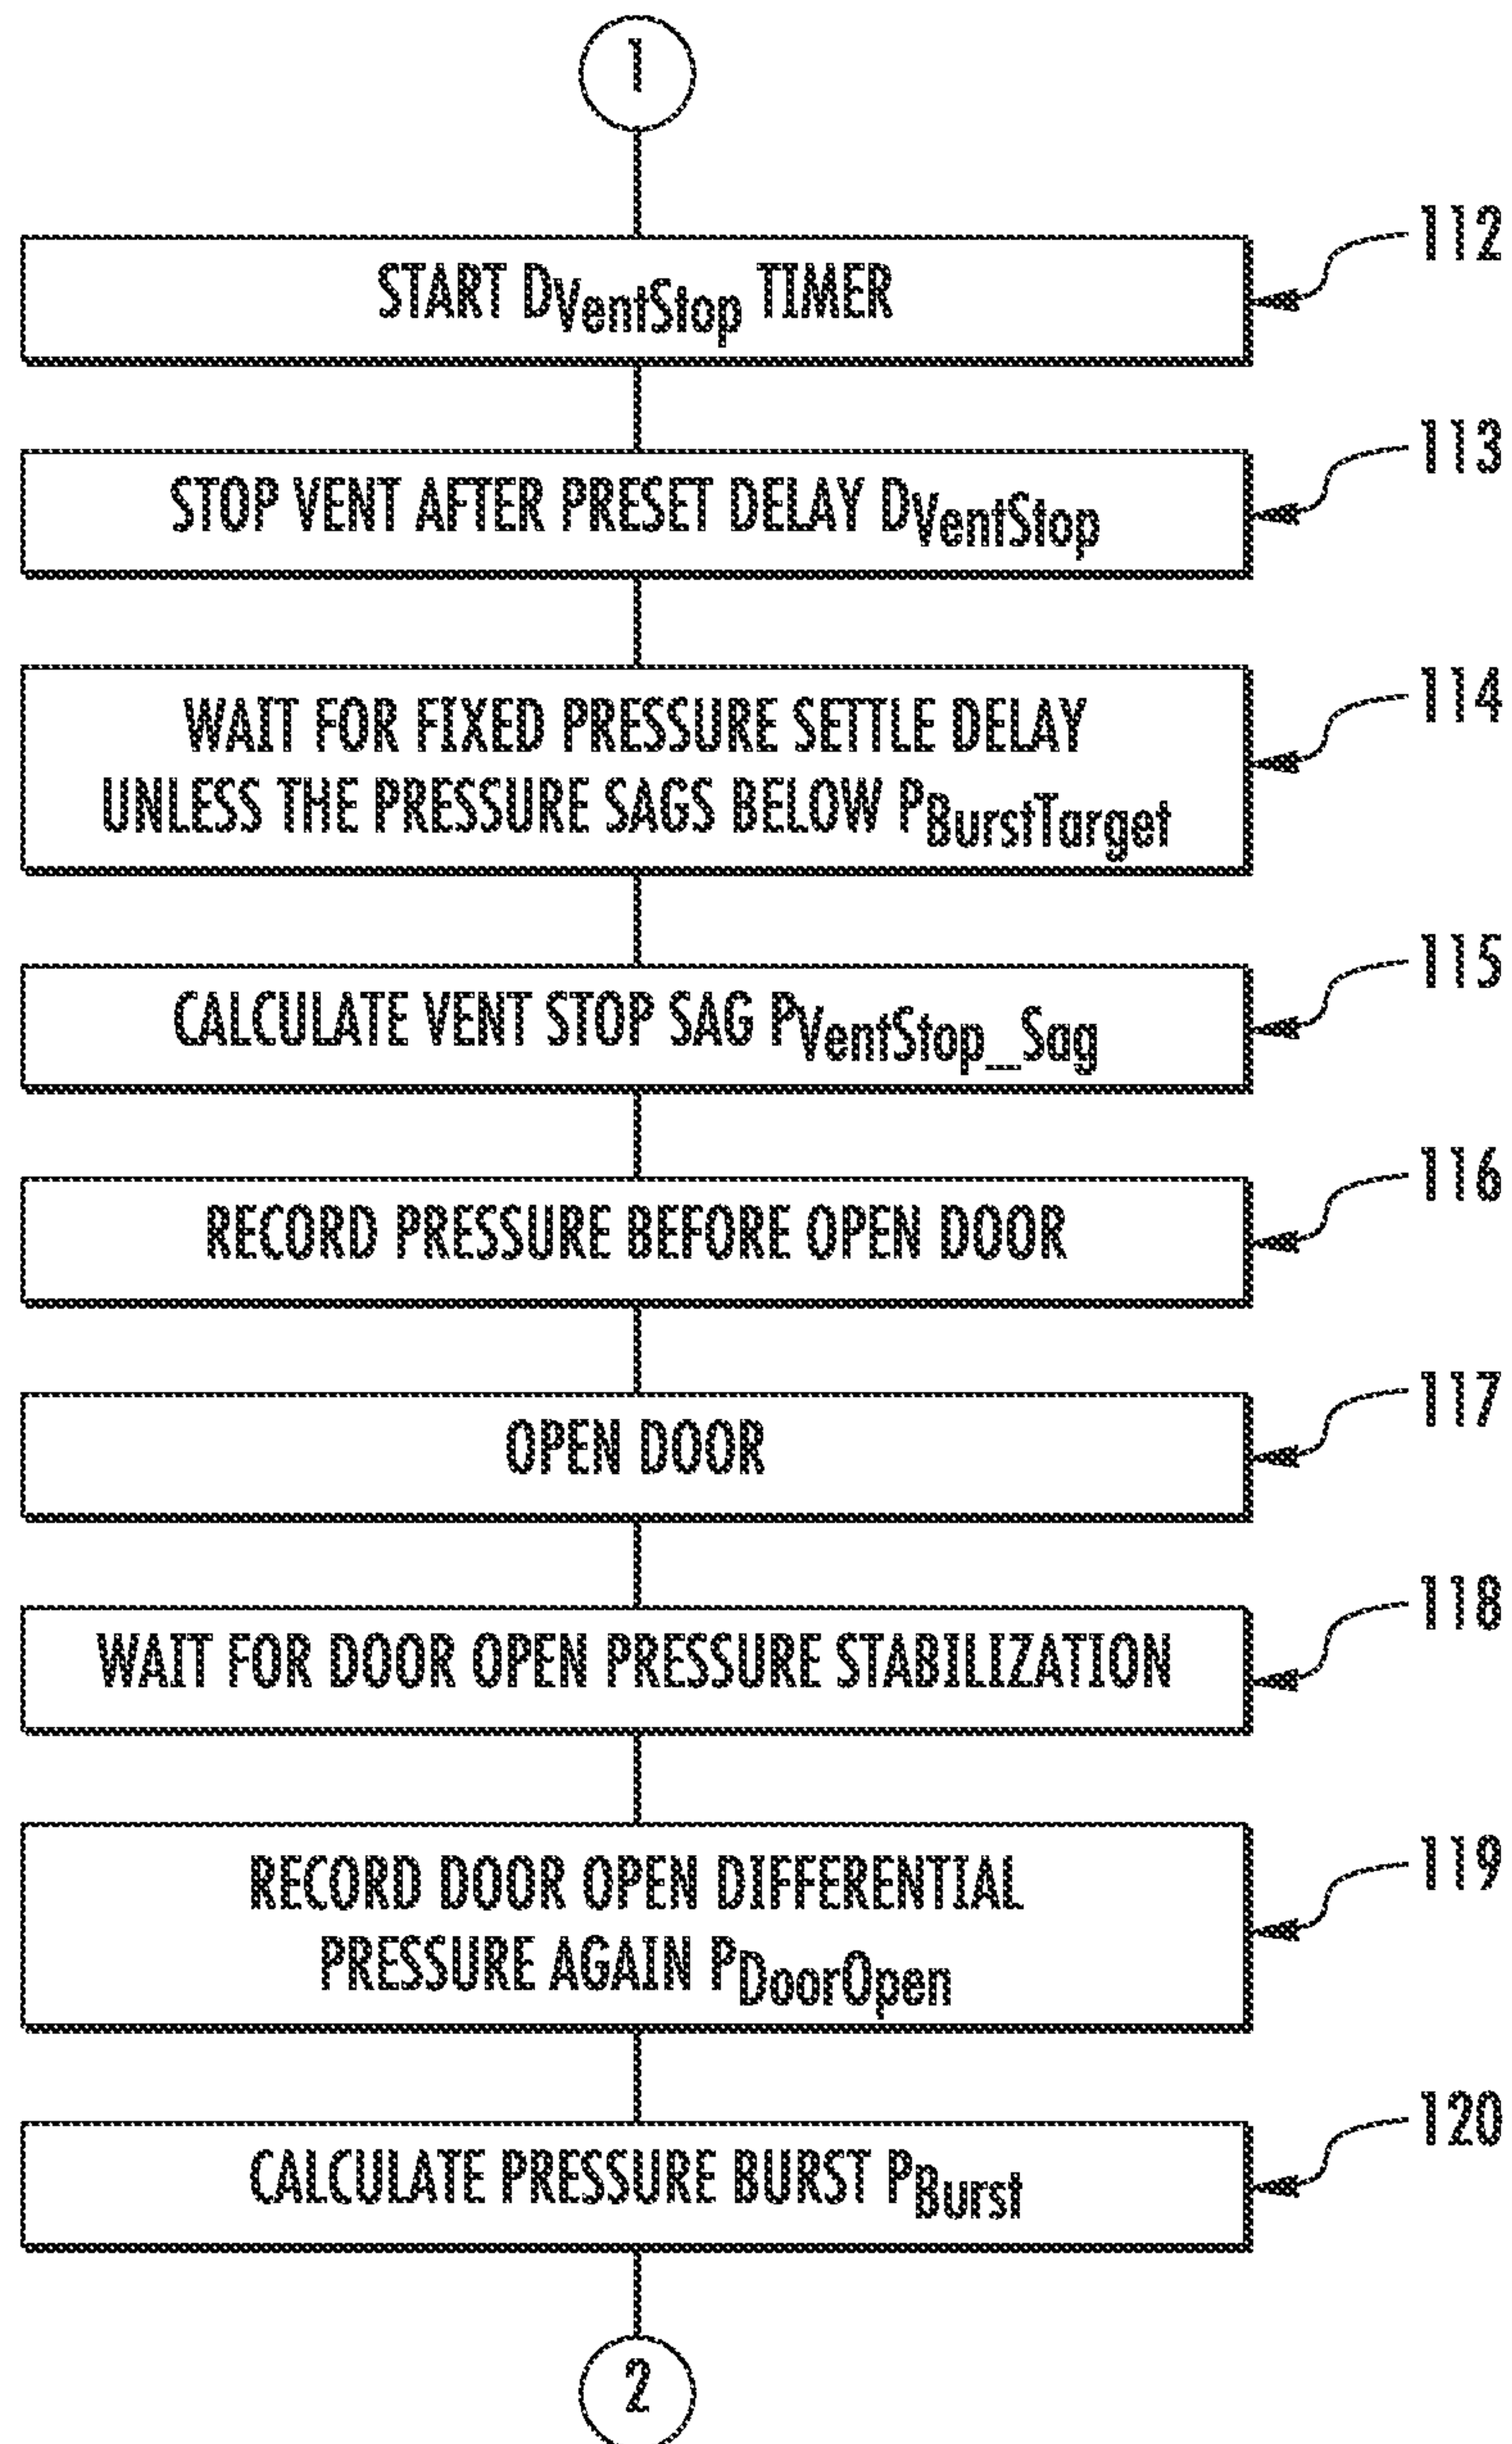 1
112
START DVentStop TIMER
113
STOP VENT AFTER PRESET DELAY DVentStop
114
WAIT FOR FIXED PRESSURE SETTLE DELAY
UNLESS THE PRESSURE SAGS BELOW PBurstTarget
115
CALCULATE VENT STOP SAG PVentStop_Sag
116
RECORD PRESSURE BEFORE OPEN DOOR
117
OPEN DOOR
118
WAIT FOR DOOR OPEN PRESSURE STABILIZATION
119
RECORD DOOR OPEN DIFFERENTIAL
PRESSURE AGAIN PDoorOpen
120
CALCULATE PRESSURE BURST PBurst
2